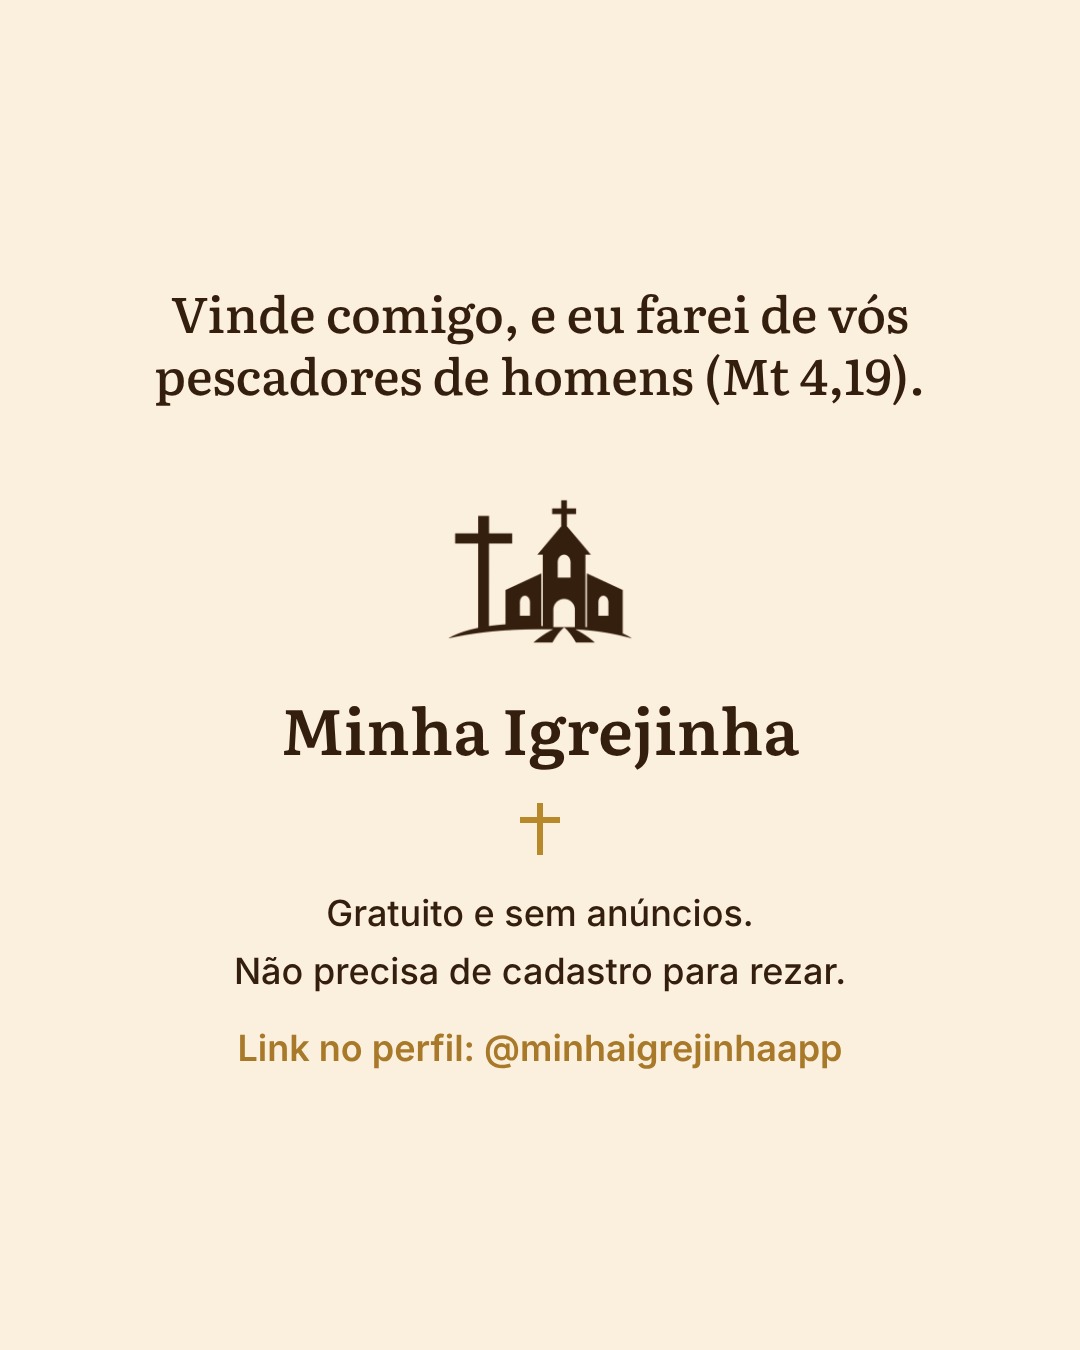 Vinde comigo, e eu farei de vós
pescadores de homens (Mt 4,19).
Minha Igrejinha
Gratuito e sem anúncios.
Não precisa de cadastro para rezar.
Link no perfil: @minhaigrejinhaapp